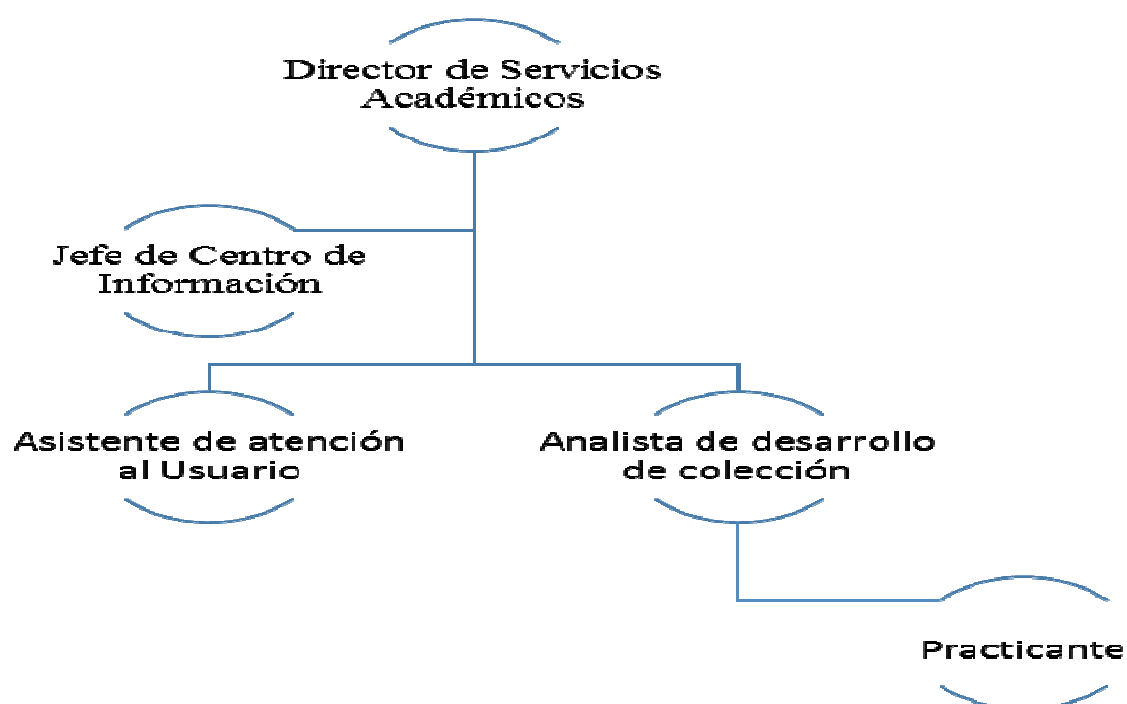 Director de Servicios
Académicos
Jefe de Centro de
Información
Asistente de atención
al Usuario
Analista de desarrollo
de colección
Practicante